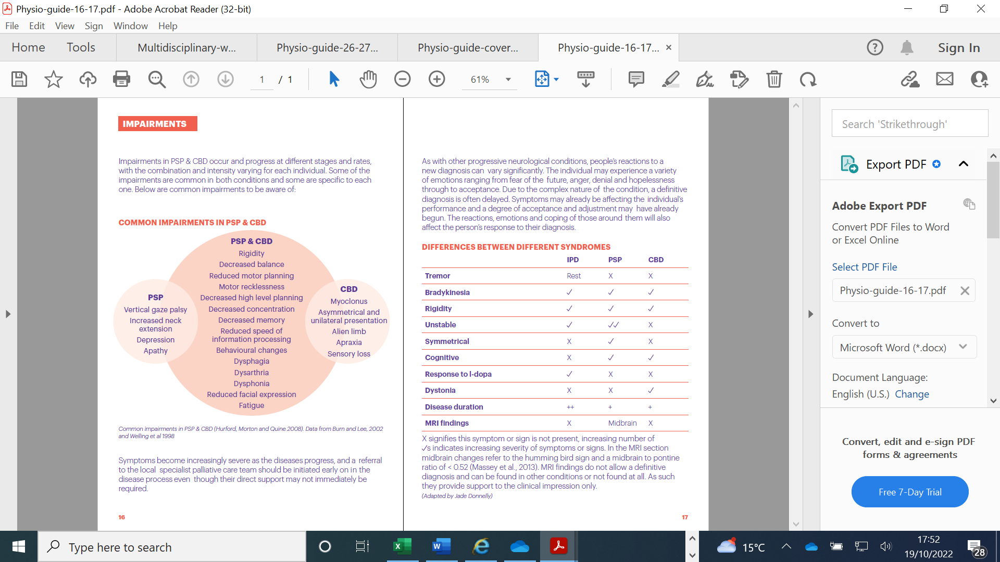 Physio-guide-16-17.pdf - Adobe Acrobat Reader (32-bit)
File Edit View Sign Window Help
Home Tools Multidisciplinary-w... Physio-guide-26-27... Physio-guide-cover... Physio-guide-16-17... × Sign In
1 / 1 61%
IMPAIRMENTS
Impairments in PSP & CBD occur and progress at different stages and rates,
with the combination and intensity varying for each individual. Some of the
impairments are common in both conditions and some are specific to each
one. Below are common impairments to be aware of:
COMMON IMPAIRMENTS IN PSP & CBD
PSP & CBD
Rigidity
Decreased balance
Reduced motor planning
Motor recklessness
Decreased high level planning
Decreased concentration
Decreased memory
Reduced speed of
information processing
Behavioural changes
Dysphagia
Dysarthria
Dysphonia
Reduced facial expression
Fatigue
PSP
Vertical gaze palsy
Increased neck
extension
Depression
Apathy
CBD
Myoclonus
Asymmetrical and
unilateral presentation
Alien limb
Apraxia
Sensory loss
Common impairments in PSP & CBD (Hurford, Morton and Quine 2008). Data from Burn and Lee, 2002
and Welling et al 1998
Symptoms become increasingly severe as the diseases progress, and a referral
to the local specialist palliative care team should be initiated early on in the
disease process even though their direct support may not immediately be
required.
16
As with other progressive neurological conditions, people's reactions to a
new diagnosis can vary significantly. The individual may experience a variety
of emotions ranging from fear of the future, anger, denial and hopelessness
through to acceptance. Due to the complex nature of the condition, a definitive
diagnosis is often delayed. Symptoms may already be affecting the individual's
performance and a degree of acceptance and adjustment may have already
begun. The reactions, emotions and coping of those around them will also
affect the person's response to their diagnosis.
DIFFERENCES BETWEEN DIFFERENT SYNDROMES
IPD PSP CBD
Tremor Rest X X
Bradykinesia ✓ ✓ ✓
Rigidity ✓ ✓ ✓
Unstable ✓ ✓✓ X
Symmetrical X ✓ X
Cognitive X ✓ ✓
Response to l-dopa ✓ X X
Dystonia X X ✓
Disease duration ++ + +
MRI findings X Midbrain X
X signifies this symptom or sign is not present, increasing number of
✓s indicates increasing severity of symptoms or signs. In the MRI section
midbrain changes refer to the humming bird sign and a midbrain to pontine
ratio of < 0.52 (Massey et al., 2013). MRI findings do not allow a definitive
diagnosis and can be found in other conditions or not found at all. As such
they provide support to the clinical impression only.
(Adapted by Jade Donnelly)
17
Search 'Strikethrough'
Export PDF
Adobe Export PDF
Convert PDF Files to Word
or Excel Online
Select PDF File
Physio-guide-16-17.pdf
Convert to
Microsoft Word (*.docx)
Document Language:
English (U.S.) Change
Convert, edit and e-sign PDF
forms & agreements
Free 7-Day Trial
Type here to search
15°C
17:52
19/10/2022
28